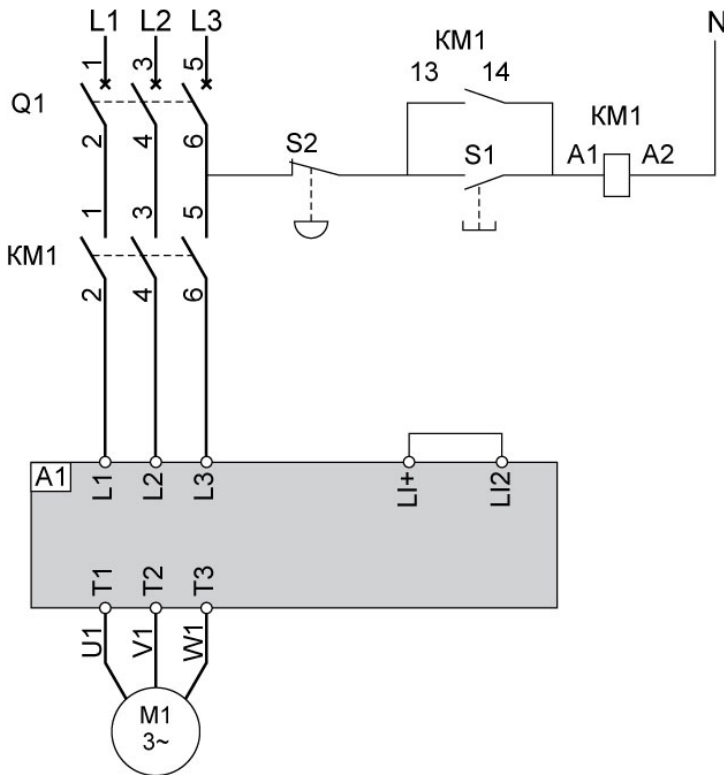 L1 L2 L3 N
KM1
1 3 5
13 14
Q1
KM1
2 4 6
S2
S1
A1 A2
1 3 5
KM1
2 4 6
A1
L1 L2 L3
LI+ LI2
T1 T2 T3
U1 V1 W1
M1
3~